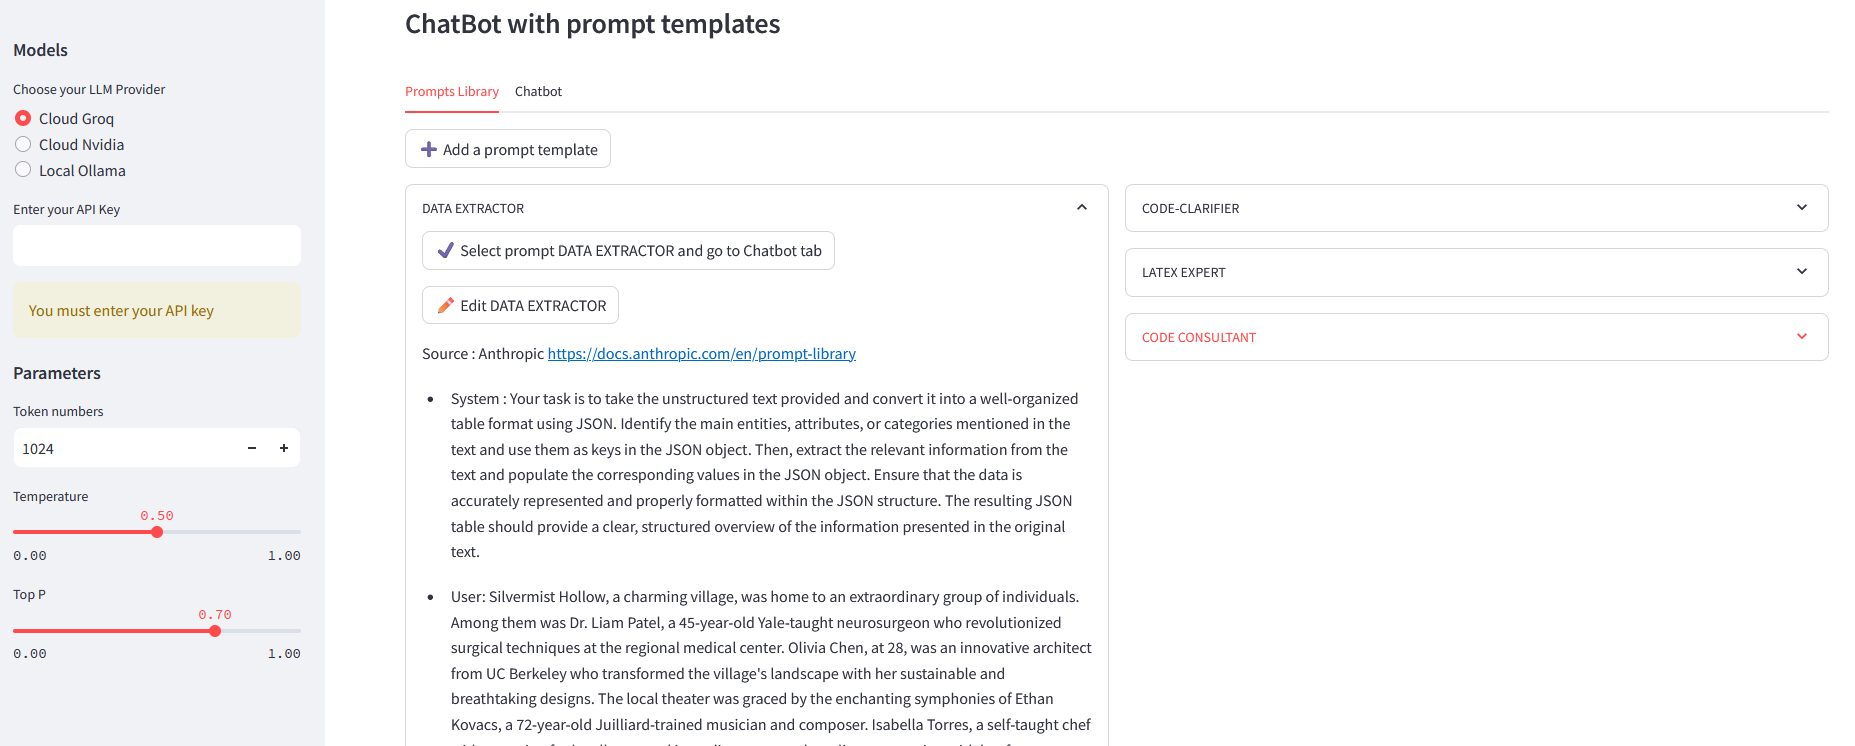 Models
Choose your LLM Provider
Cloud Groq
Cloud Nvidia
Local Ollama
Enter your API Key
You must enter your API key
Parameters
Token numbers
1024
Temperature
0.50
0.00 1.00
Top P
0.70
0.00 1.00
ChatBot with prompt templates
Prompts Library Chatbot
Add a prompt template
DATA EXTRACTOR
Select prompt DATA EXTRACTOR and go to Chatbot tab
Edit DATA EXTRACTOR
Source : Anthropic https://docs.anthropic.com/en/prompt-library
System : Your task is to take the unstructured text provided and convert it into a well-organized
table format using JSON. Identify the main entities, attributes, or categories mentioned in the
text and use them as keys in the JSON object. Then, extract the relevant information from the
text and populate the corresponding values in the JSON object. Ensure that the data is
accurately represented and properly formatted within the JSON structure. The resulting JSON
table should provide a clear, structured overview of the information presented in the original
text.
User: Silvermist Hollow, a charming village, was home to an extraordinary group of individuals.
Among them was Dr. Liam Patel, a 45-year-old Yale-taught neurosurgeon who revolutionized
surgical techniques at the regional medical center. Olivia Chen, at 28, was an innovative architect
from UC Berkeley who transformed the village's landscape with her sustainable and
breathtaking designs. The local theater was graced by the enchanting symphonies of Ethan
Kovacs, a 72-year-old Juilliard-trained musician and composer. Isabella Torres, a self-taught chef
CODE-CLARIFIER
LATEX EXPERT
CODE CONSULTANT